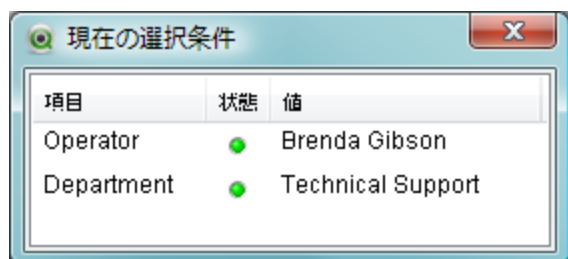 現在の選択条件
項目 状態 値
Operator Brenda Gibson
Department Technical Support